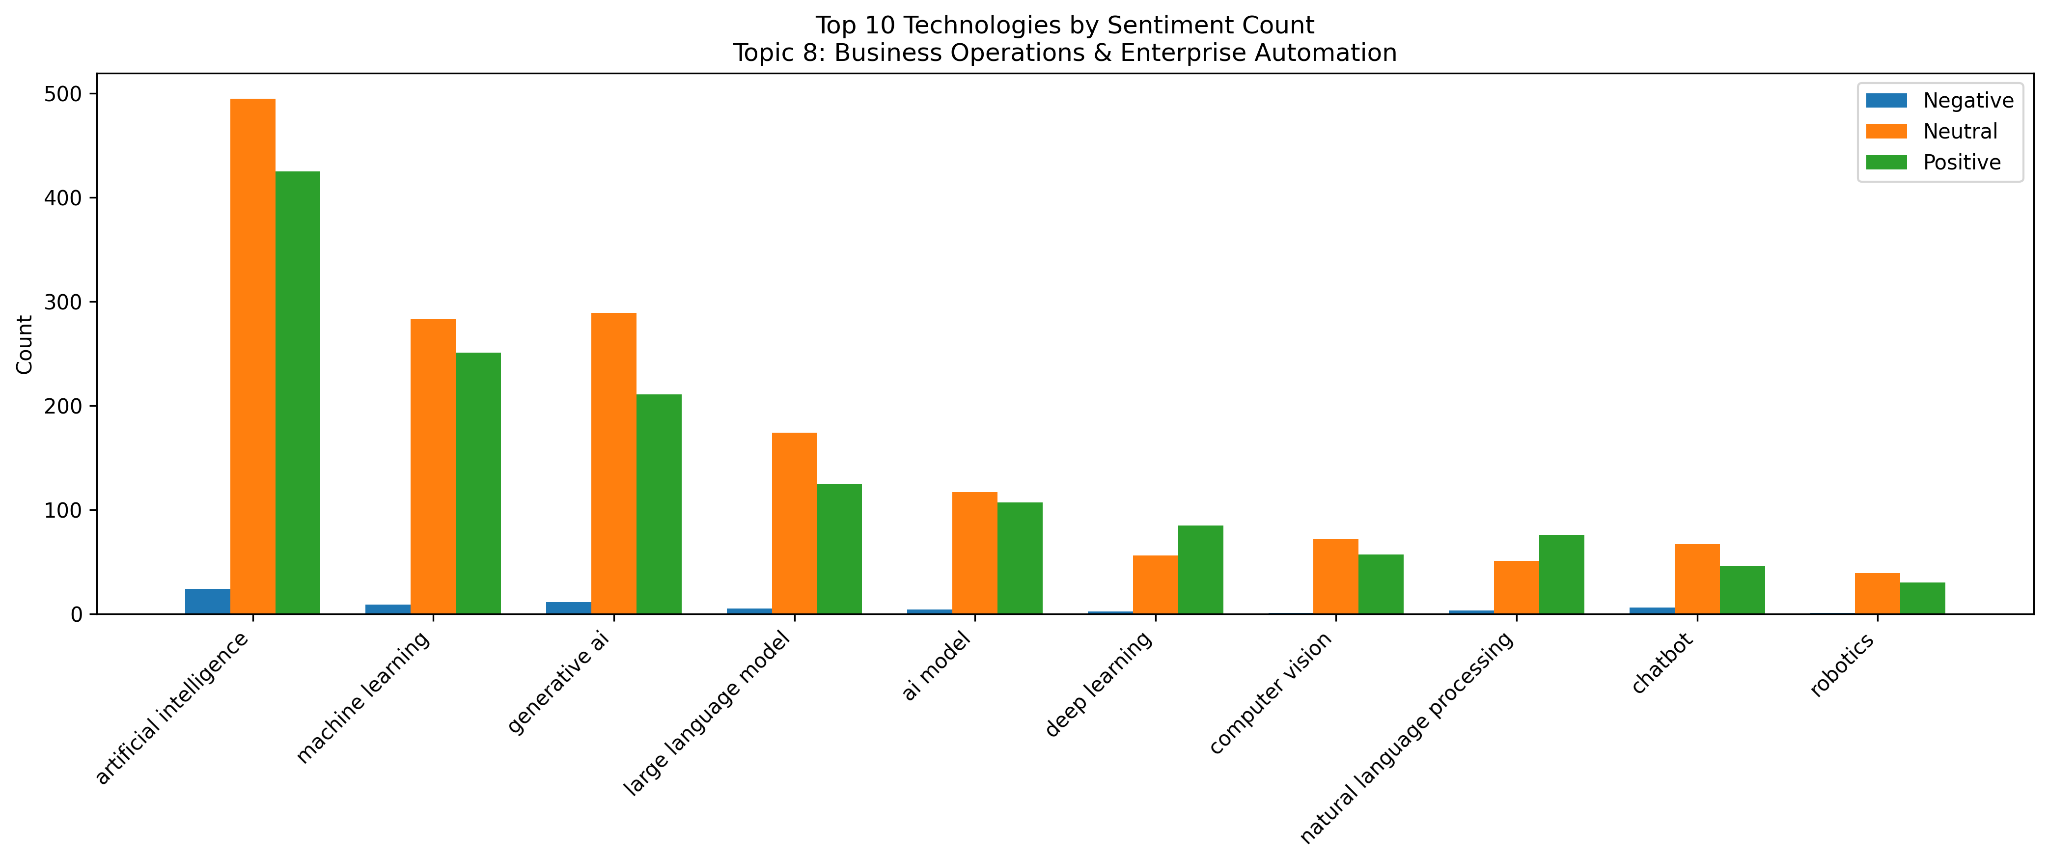 Top 10 Technologies by Sentiment Count
Topic 8: Business Operations & Enterprise Automation
Negative
Neutral
Positive
Count
500
400
300
200
100
0
artificial intelligence
machine learning
generative ai
large language model
ai model
deep learning
computer vision
natural language processing
chatbot
robotics